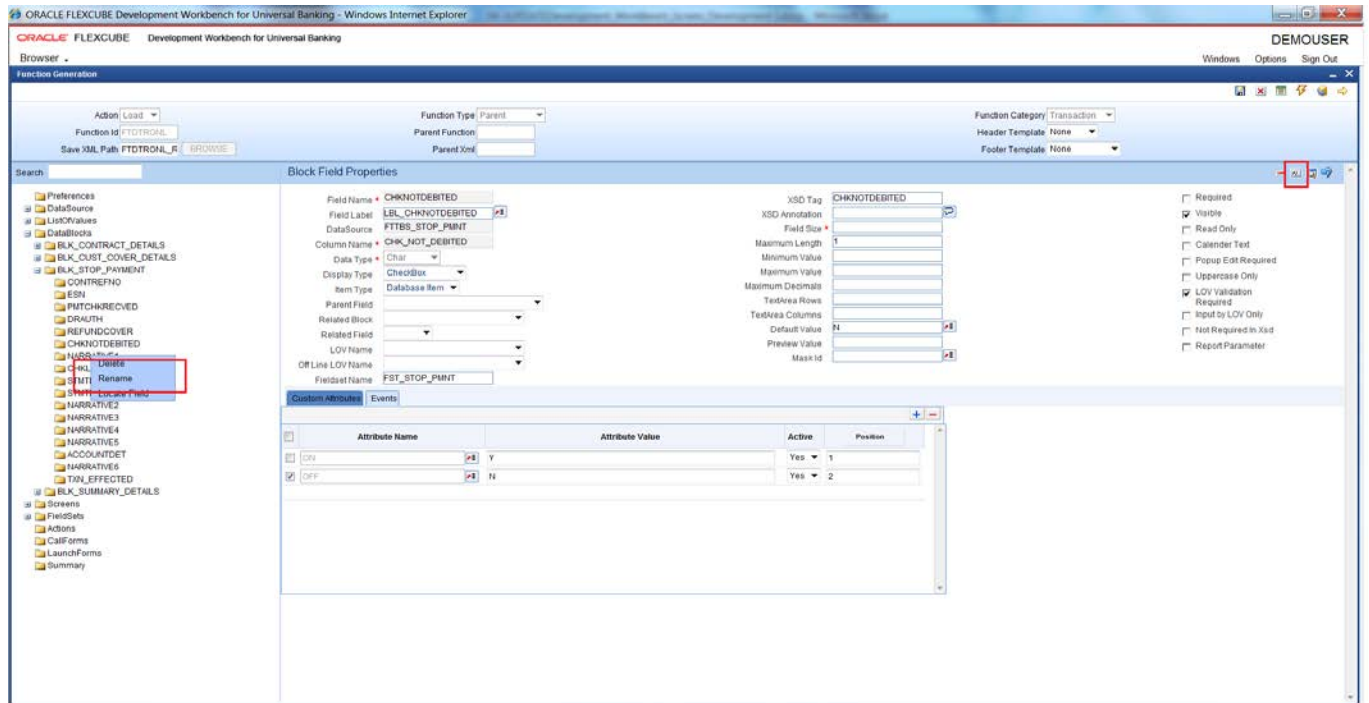 ORACLE FLEXCUBE Development Workbench for Universal Banking - Windows Internet Explorer
ORACLE FLEXCUBE Development Workbench for Universal Banking
DEMOUSER
Browser
Windows Options Sign Out
Function Generation
Action Load
Function Type Parent
Function Category Transaction
Function Id FTDTRONL
Parent Function
Header Template None
Save XML Path FTDTRONL_R BROWSE
Parent Xml
Footer Template None
Search
Block Field Properties
Preferences
DataSource
ListOfValues
DataBlocks
BLK_CONTRACT_DETAILS
BLK_CUST_COVER_DETAILS
BLK_STOP_PAYMENT
CONTREFNO
ESN
PMTCHKRECVED
DRAUTH
REFUNDCOVER
CHKNOTDEBITED
Delete
Rename
Locate Field
NARRATIVE2
NARRATIVE3
NARRATIVE4
NARRATIVE5
ACCOUNTDET
NARRATIVE6
TXN_EFFECTED
BLK_SUMMARY_DETAILS
Screens
FieldSets
Actions
CallForms
LaunchForms
Summary
Field Name * CHKNOTDEBITED
Field Label LBL_CHKNOTDEBITED
DataSource FTTBS_STOP_PMNT
Column Name * CHK_NOT_DEBITED
Data Type * Char
Display Type CheckBox
Item Type Database Item
Parent Field
Related Block
Related Field
LOV Name
Off Line LOV Name
Fieldset Name FST_STOP_PMNT
XSD Tag CHKNOTDEBITED
XSD Annotation
Field Size *
Maximum Length 1
Minimum Value
Maximum Value
Maximum Decimals
TextArea Rows
TextArea Columns
Default Value N
Preview Value
Mask Id
Required
Visible
Read Only
Calender Text
Popup Edit Required
Uppercase Only
LOV Validation
Required
Input by LOV Only
Not Required In Xsd
Report Parameter
Custom Attributes Events
Attribute Name Attribute Value Active Position
ON Y Yes 1
OFF N Yes 2